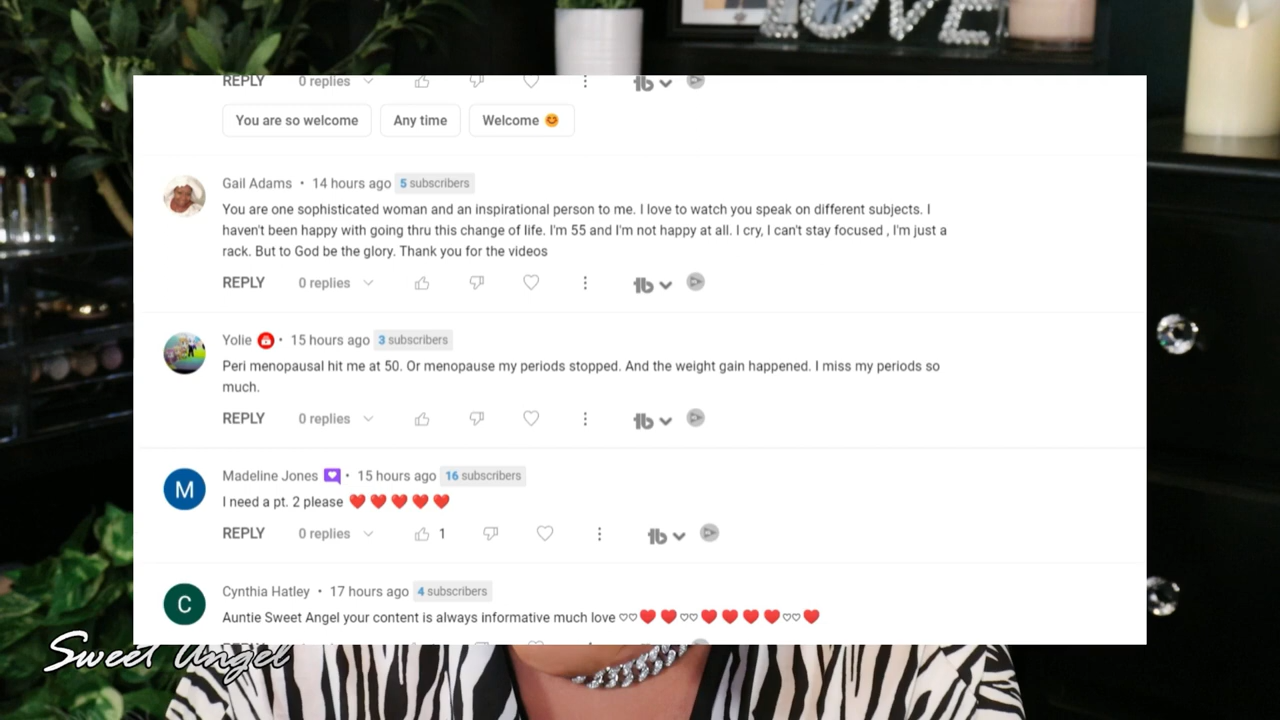 LOVE
REPLY 0 replies
You are so welcome Any time Welcome 😊
Gail Adams • 14 hours ago 5 subscribers
You are one sophisticated woman and an inspirational person to me. I love to watch you speak on different subjects. I
haven't been happy with going thru this change of life. I'm 55 and I'm not happy at all. I cry, I can't stay focused , I'm just a
rack. But to God be the glory. Thank you for the videos
REPLY 0 replies
Yolie • 15 hours ago 3 subscribers
Peri menopausal hit me at 50. Or menopause my periods stopped. And the weight gain happened. I miss my periods so
much.
REPLY 0 replies
M
Madeline Jones • 15 hours ago 16 subscribers
I need a pt. 2 please ❤️ ❤️ ❤️ ❤️ ❤️
REPLY 0 replies 1
C
Cynthia Hatley • 17 hours ago 4 subscribers
Auntie Sweet Angel your content is always informative much love ♡♡❤️ ❤️ ♡♡ ❤️ ❤️ ❤️ ❤️ ♡♡ ❤️
Sweet Angel